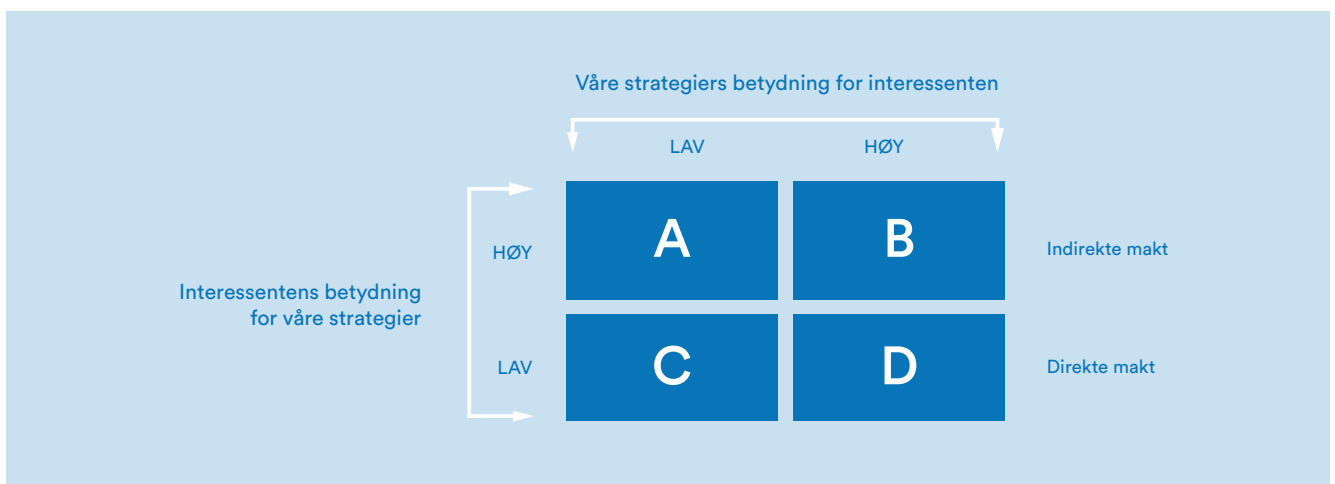 Våre strategiers betydning for interessenten
LAV
HØY
HØY
A
B
Indirekte makt
Interessentens betydning
for våre strategier
LAV
C
D
Direkte makt